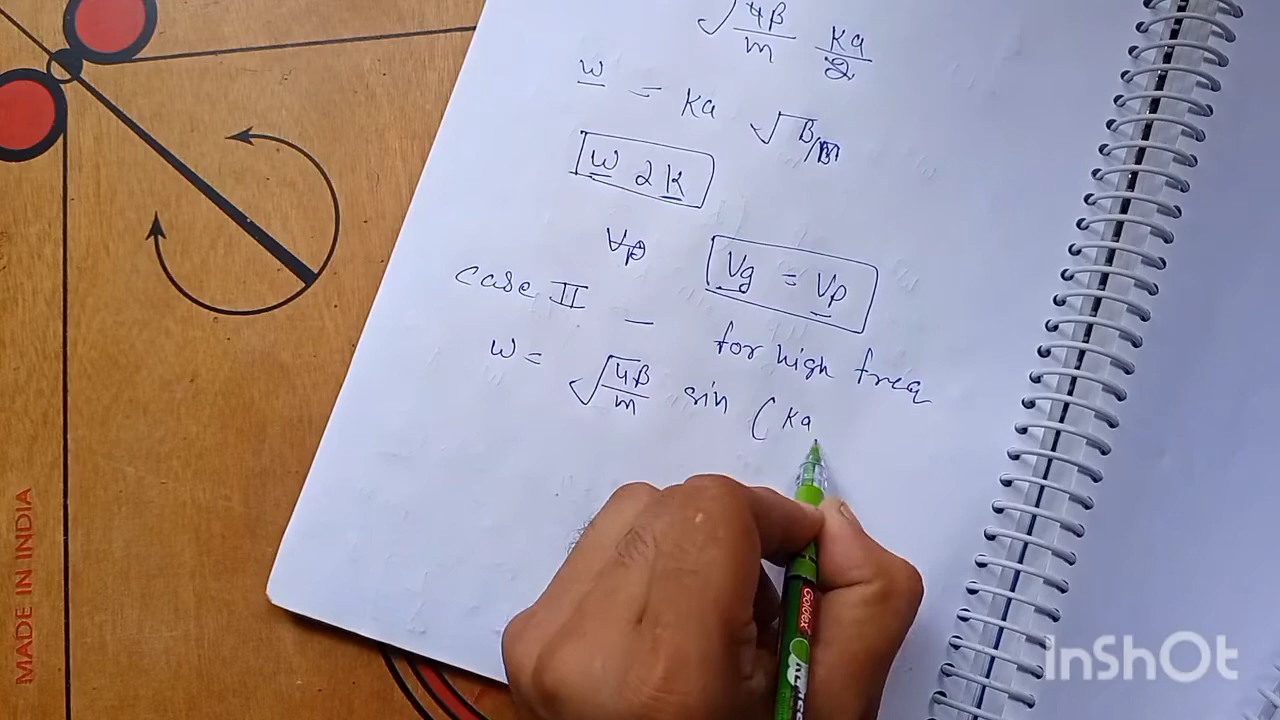 √4β/m ka/2
w = ka √β/m
w α k
Vp Vg = Vp
case II - for high freq
w = √4β/m sin (ka
MADE IN INDIA
Goldex
InShOt